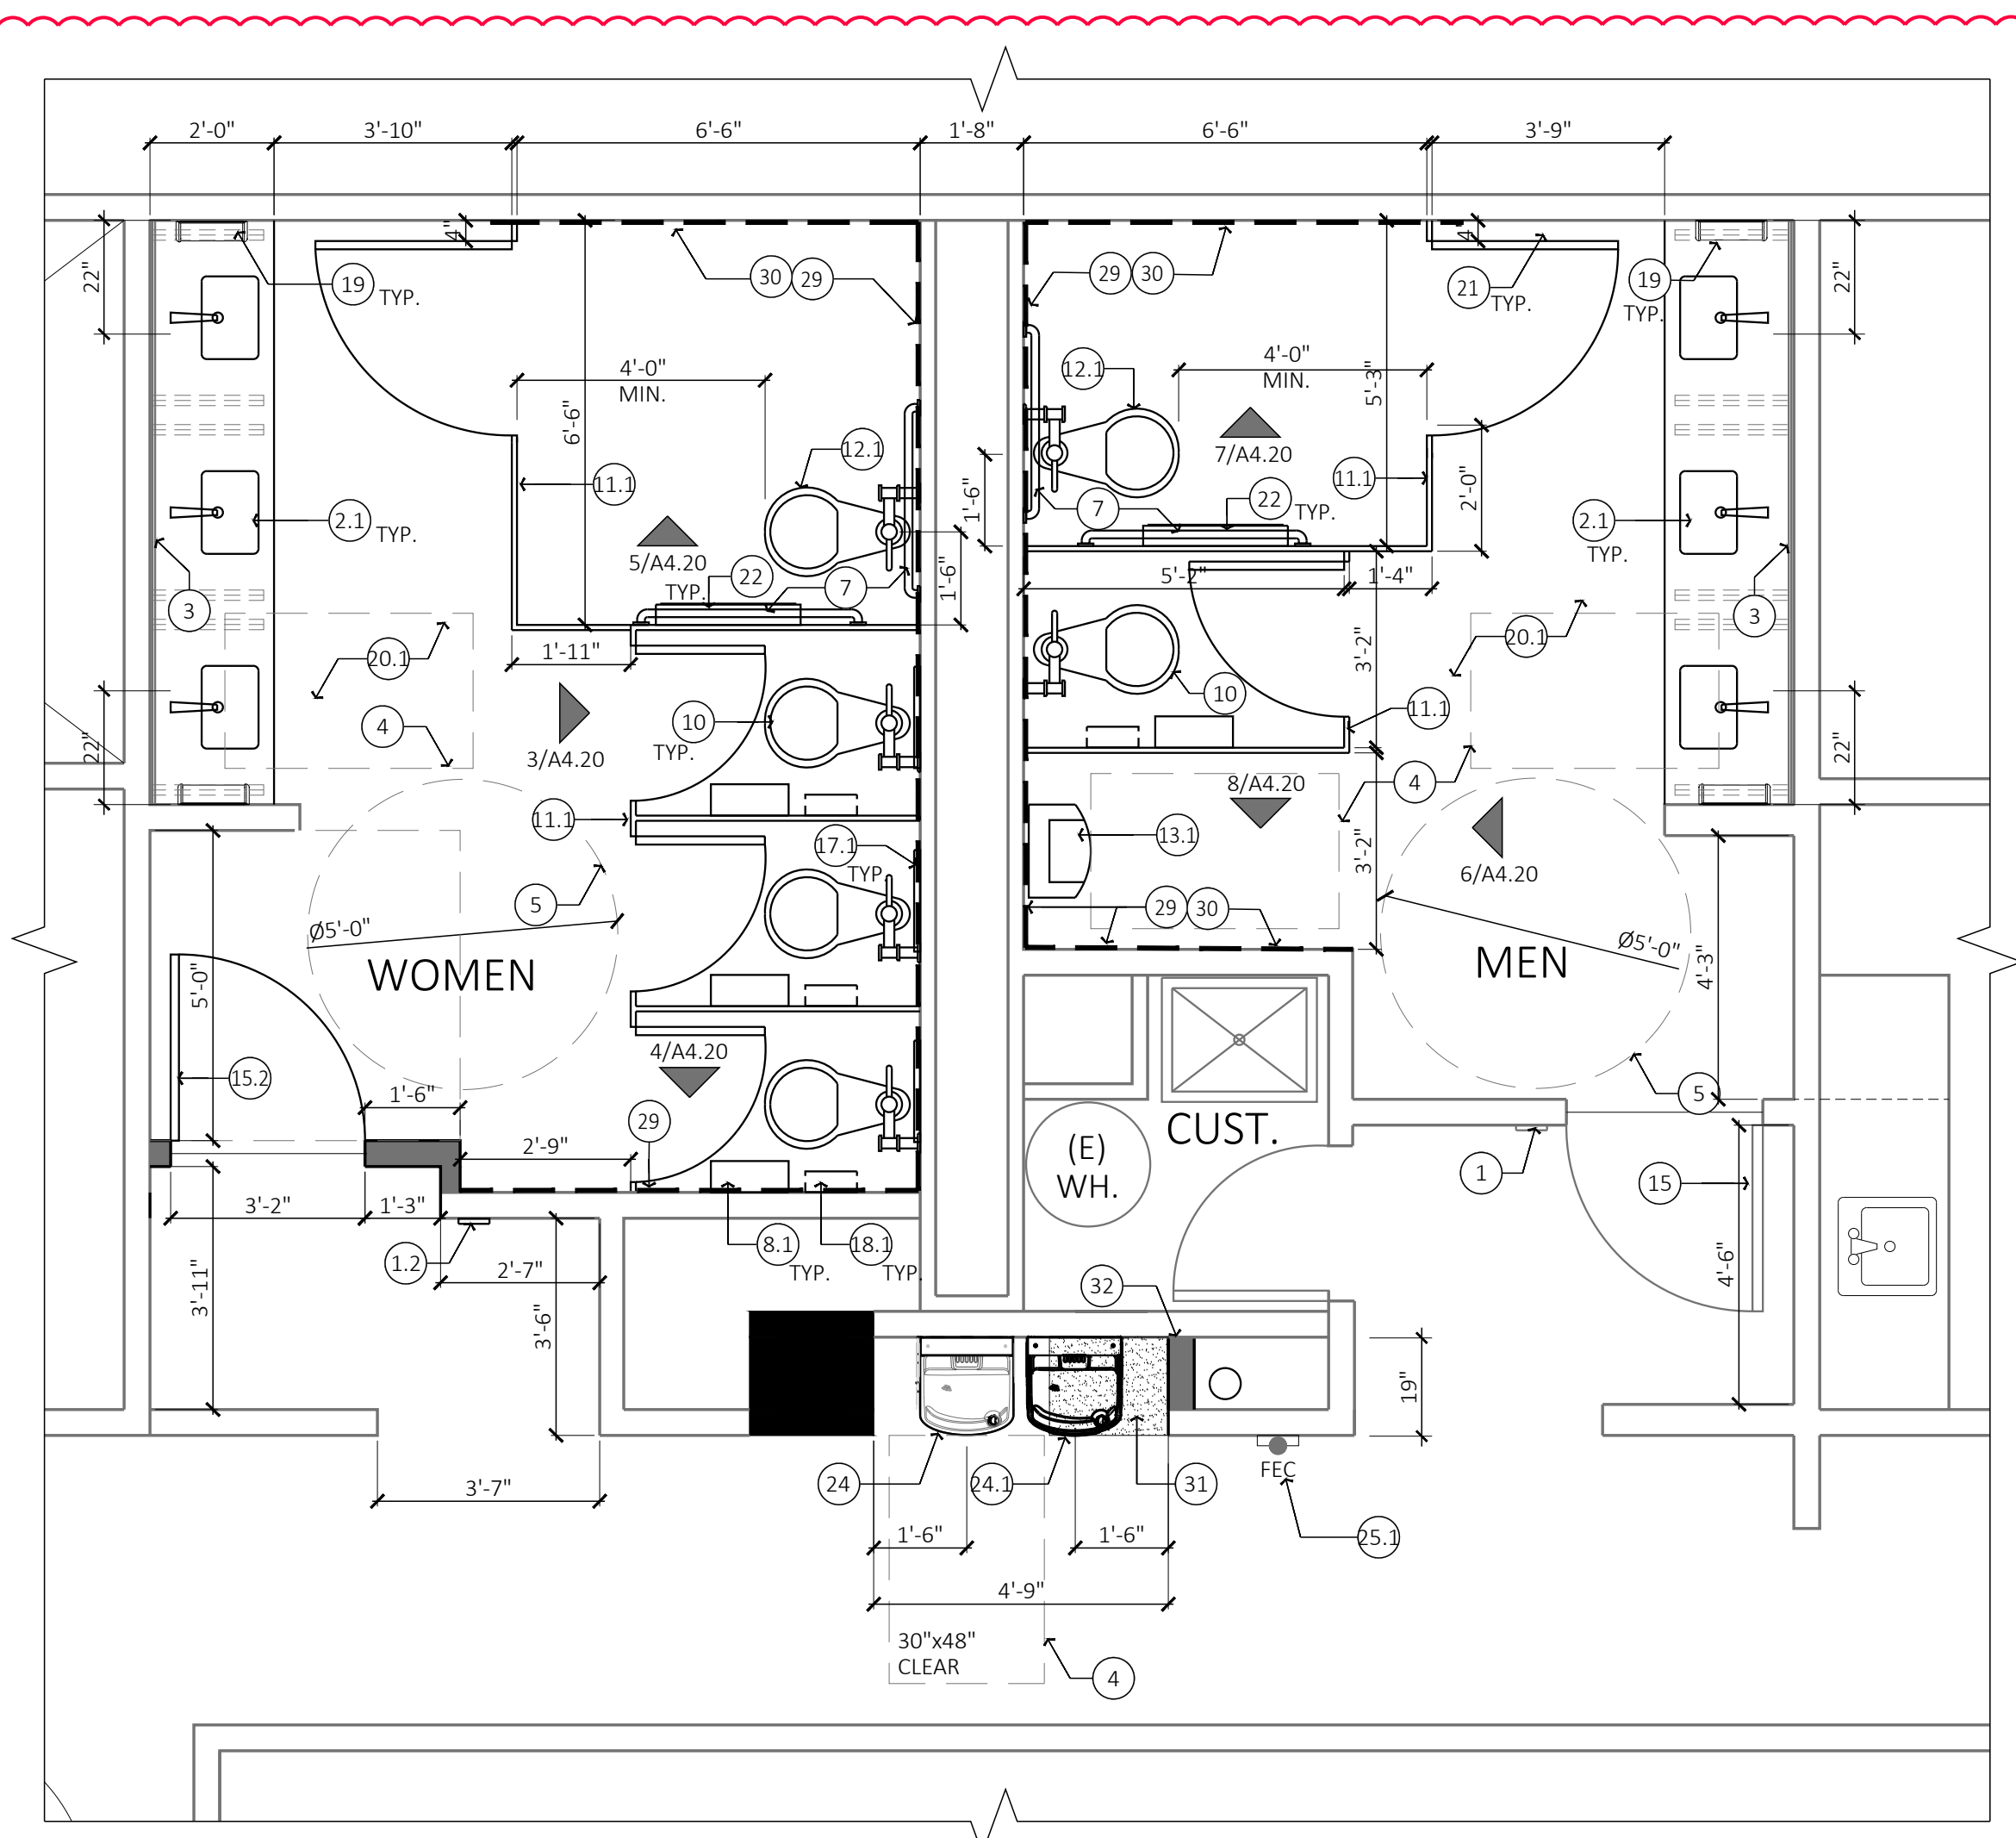 2'-0" 3'-10" 6'-6" 1'-8" 6'-6" 3'-9"
4" 4"
22" 22"
19 TYP. 30 29 29 30 21 TYP. 19 TYP.
4'-0" MIN. 12.1 4'-0" MIN.
6'-6" 5'-3"
12.1 7/A4.20
11.1 11.1 2'-0"
7 22 TYP.
1'-6" 1'-6"
2.1 TYP. 2.1 TYP.
5/A4.20
TYP. 22 7
5'-2" 1'-4"
3 3
20.1 1'-11" 20.1
3'-2"
4 10 TYP. 10 11.1
3/A4.20
22" 22"
8/A4.20 4
11.1 17.1 TYP. 13.1
3'-2"
6/A4.20
5 29 30
Ø5'-0" Ø5'-0"
WOMEN MEN
5'-0" 4'-3"
4/A4.20
15.2 5
1'-6" 29 CUST.
2'-9" (E)
WH. 1 15
3'-2" 1'-3"
1.2 8.1 TYP. 18.1 TYP.
2'-7"
3'-11" 3'-6" 32 4'-6"
19"
3'-7" 24 24.1 31 FEC
1'-6" 1'-6" 25.1
4'-9"
30"x48"
CLEAR
4